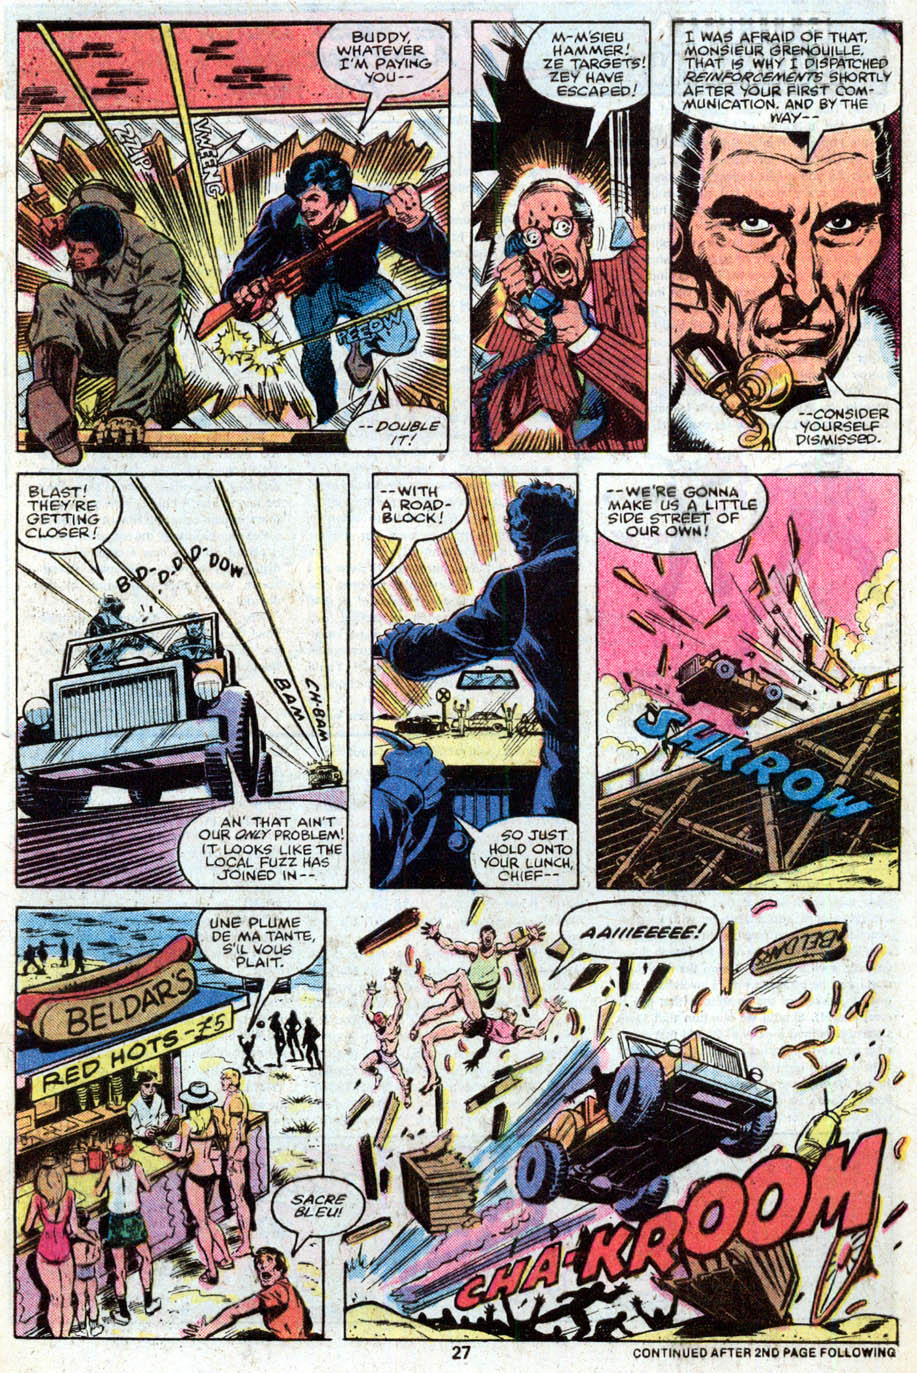 BUDDY,
WHATEVER
I'M PAYING
YOU--
ZZAP
VWEENG
PEEOW
--DOUBLE
IT!
M-M'SIEU
HAMMER!
ZE TARGETS!
ZEY HAVE
ESCAPED!
I WAS AFRAID OF THAT,
MONSIEUR GRENOUILLE.
THAT IS WHY I DISPATCHED
REINFORCEMENTS SHORTLY
AFTER YOUR FIRST COM-
MUNICATION. AND BY THE
WAY--
--CONSIDER
YOURSELF
DISMISSED.
BLAST!
THEY'RE
GETTING
CLOSER!
B-D-D-D-D-DOW
BAM
CH-BAM
AN' THAT AIN'T
OUR ONLY PROBLEM!
IT LOOKS LIKE THE
LOCAL FUZZ HAS
JOINED IN--
--WITH
A ROAD-
BLOCK!
SO JUST
HOLD ONTO
YOUR LUNCH,
CHIEF--
--WE'RE GONNA
MAKE US A LITTLE
SIDE STREET OF
OUR OWN!
SHKROW
UNE PLUME
DE MA TANTE,
S'IL VOUS
PLAIT.
BELDAR'S
RED HOTS-75
SACRE
BLEU!
AAIIIEEEEE!
BELDARS
CHA-KROOM
27
CONTINUED AFTER 2ND PAGE FOLLOWING